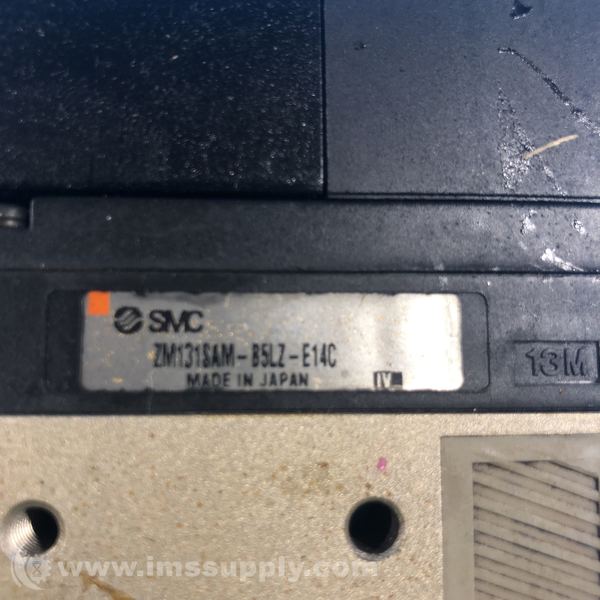 SMC
ZM131SAM-B5LZ-E14C
MADE IN JAPAN
IV
13M
www.imssupply.com